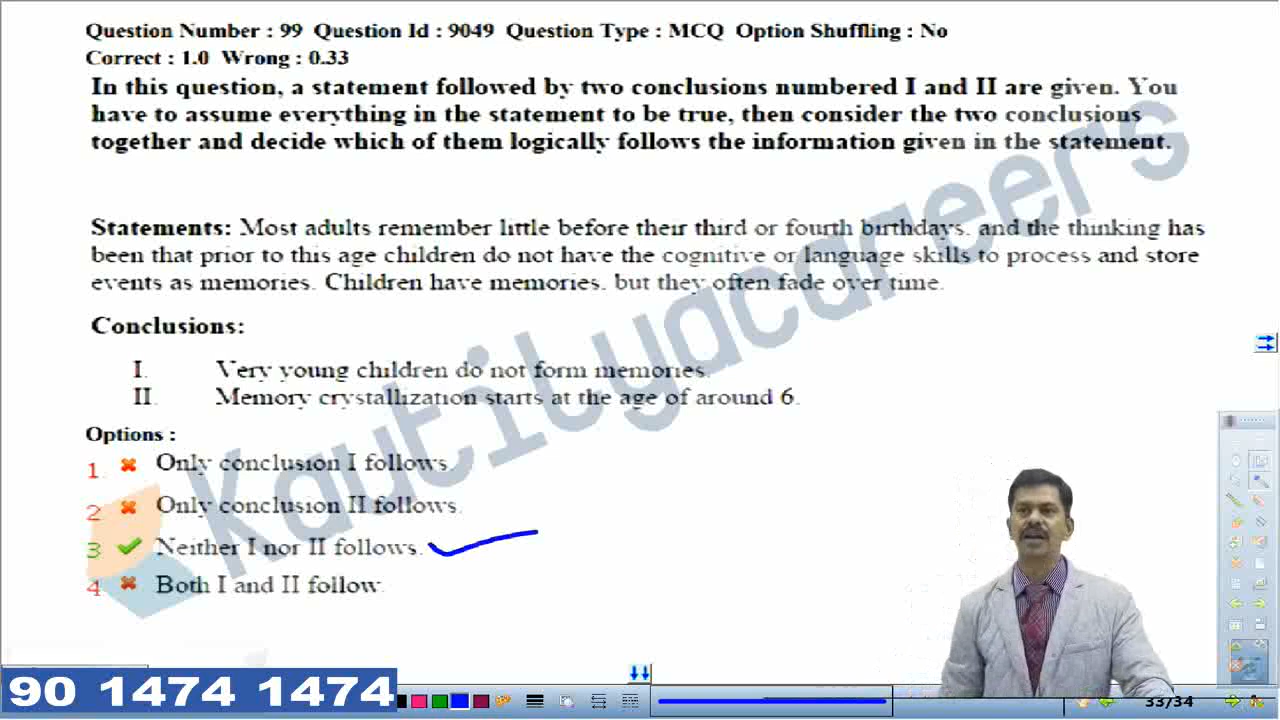 Question Number : 99 Question Id : 9049 Question Type : MCQ Option Shuffling : No
Correct : 1.0 Wrong : 0.33
In this question, a statement followed by two conclusions numbered I and II are given. You
have to assume everything in the statement to be true, then consider the two conclusions
together and decide which of them logically follows the information given in the statement.
Statements: Most adults remember little before their third or fourth birthdays. and the thinking has
been that prior to this age children do not have the cognitive or language skills to process and store
events as memories. Children have memories. but they often fade over time.
Conclusions:
I. Very young children do not form memories.
II. Memory crystallization starts at the age of around 6.
Options :
1. Only conclusion I follows.
2. Only conclusion II follows.
3 Neither I nor II follows.
4 Both I and II follow.
Kautilyacareers
90 1474 1474
33/34